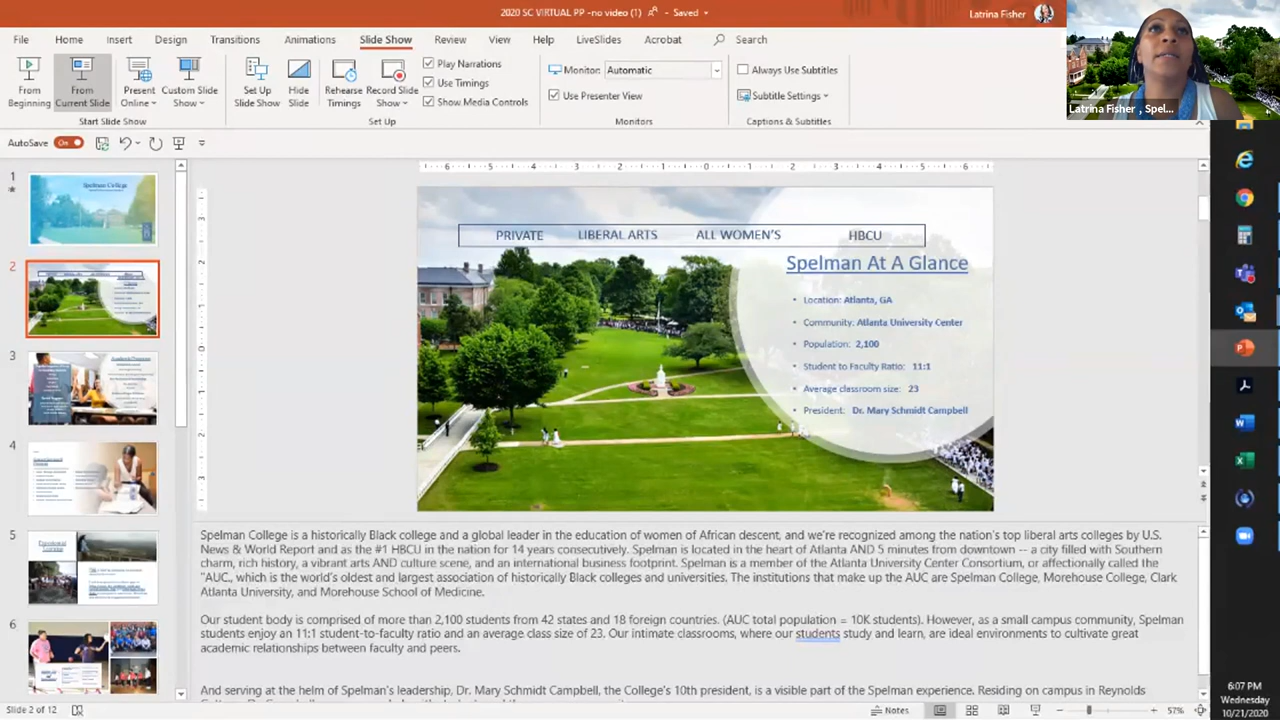 2020 SC VIRTUAL PP -no video (1) - Saved
Latrina Fisher
File Home Insert Design Transitions Animations Slide Show Review View Help LiveSlides Acrobat Search
From Beginning
From Current Slide
Present Online
Custom Slide Show
Set Up Slide Show
Hide Slide
Rehearse Timings
Record Slide Show
Play Narrations
Use Timings
Show Media Controls
Monitor: Automatic
Use Presenter View
Always Use Subtitles
Subtitle Settings
Start Slide Show Set Up Monitors Captions & Subtitles
Latrina Fisher , Spel...
AutoSave On
1
Spelman College
2
3
4
5
6
PRIVATE LIBERAL ARTS ALL WOMEN'S HBCU
Spelman At A Glance
• Location: Atlanta, GA
• Community: Atlanta University Center
• Population: 2,100
• Student to Faculty Ratio: 11:1
• Average classroom size: 23
• President: Dr. Mary Schmidt Campbell
Spelman College is a historically Black college and a global leader in the education of women of African descent, and we're recognized among the nation's top liberal arts colleges by U.S.
News & World Report and as the #1 HBCU in the nation for 14 years consecutively. Spelman is located in the heart of Atlanta AND 5 minutes from downtown -- a city filled with Southern
charm, rich history, a vibrant arts AND culture scene, and an international business footprint. Spelman is a member of the Atlanta University Center Consortium, or affectionally called the
"AUC, which is the world's oldest and largest association of historically Black colleges and universities. The institutions that make up the AUC are Spelman College, Morehouse College, Clark
Atlanta University and Morehouse School of Medicine.
Our student body is comprised of more than 2,100 students from 42 states and 18 foreign countries. (AUC total population = 10K students). However, as a small campus community, Spelman
students enjoy an 11:1 student-to-faculty ratio and an average class size of 23. Our intimate classrooms, where our students study and learn, are ideal environments to cultivate great
academic relationships between faculty and peers.
And serving at the helm of Spelman's leadership, Dr. Mary Schmidt Campbell, the College's 10th president, is a visible part of the Spelman experience. Residing on campus in Reynolds
Slide 2 of 12
Notes
57%
6:07 PM
Wednesday
10/21/2020